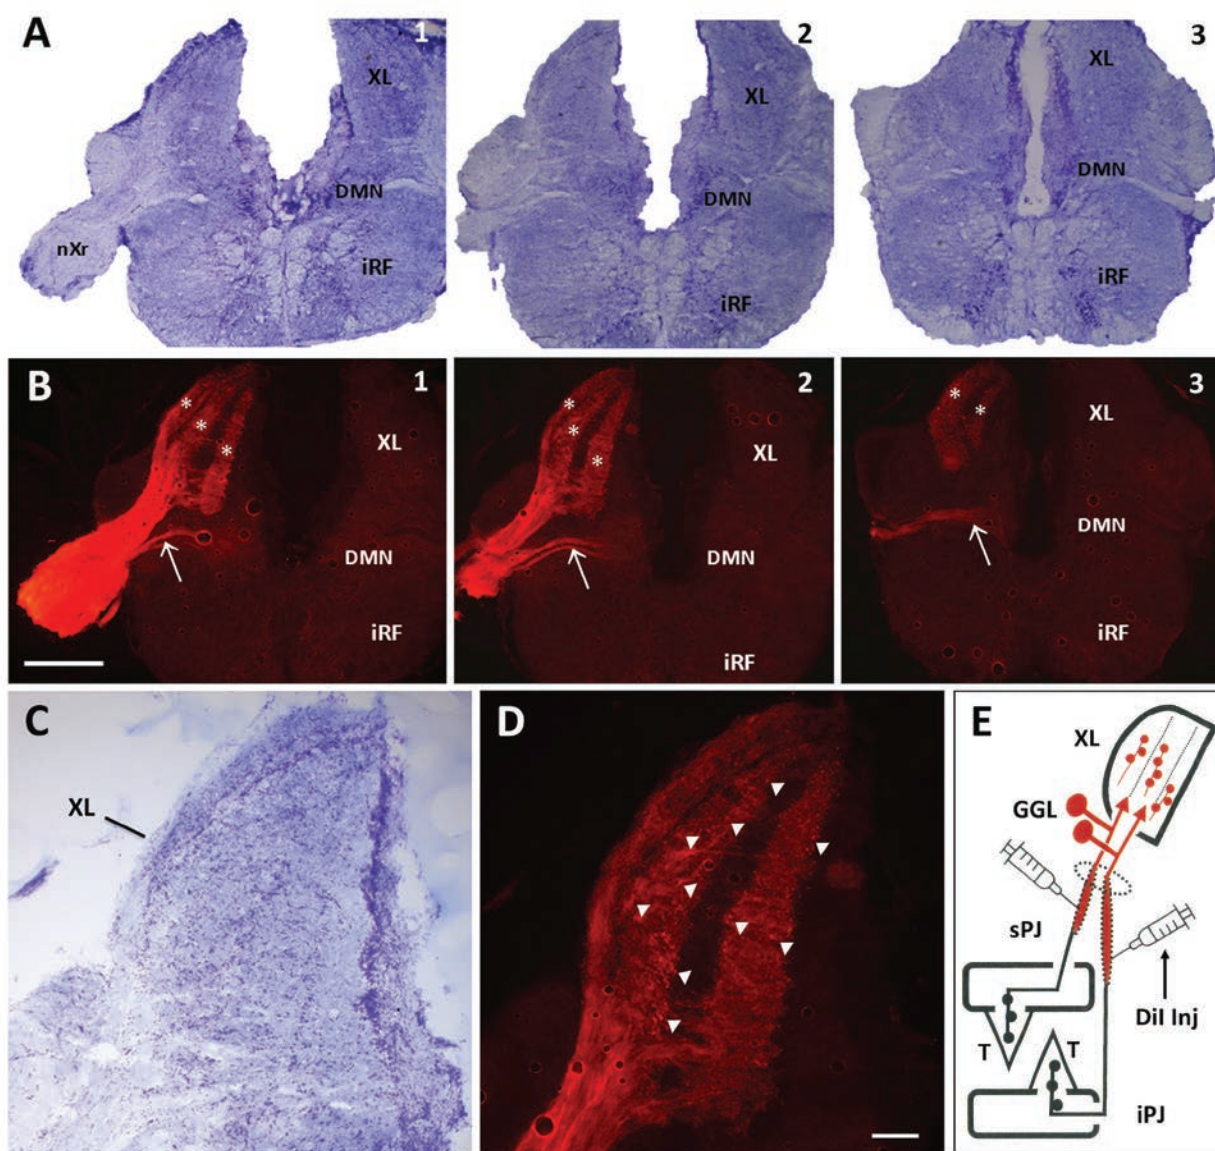 A
1
XL
DMN
nXr
iRF
2
XL
DMN
iRF
3
XL
DMN
iRF
B
1
*
*
*
XL
DMN
iRF
2
*
*
*
XL
DMN
iRF
3
*
*
XL
DMN
iRF
C
XL
D
E
XL
GGL
sPJ
DiI Inj
T
T
iPJ